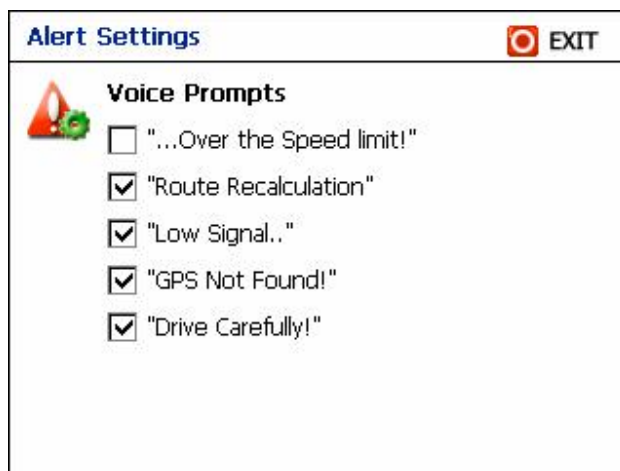 Alert Settings
EXIT
Voice Prompts
"...Over the Speed limit!"
"Route Recalculation"
"Low Signal.."
"GPS Not Found!"
"Drive Carefully!"